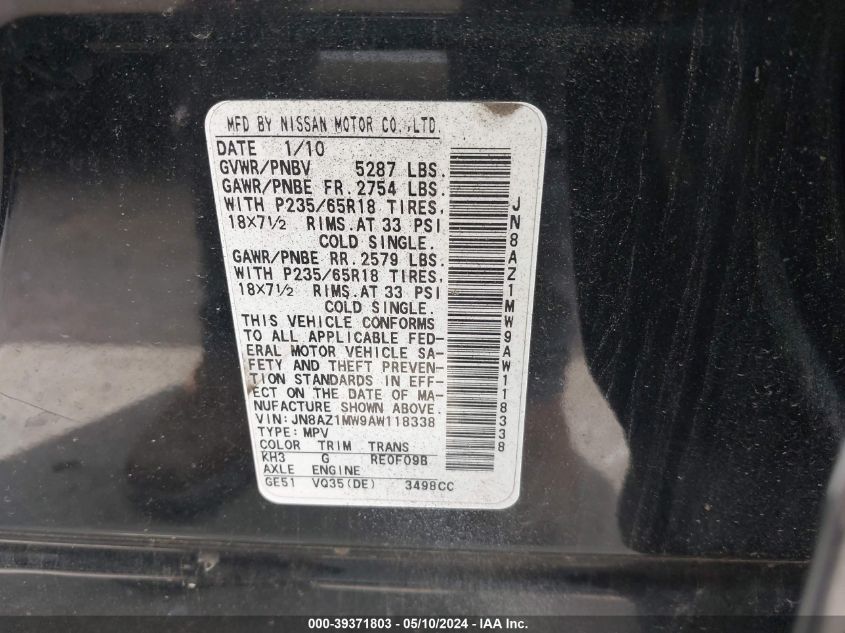 MFD BY NISSAN MOTOR CO.,LTD.
DATE 1/10
GVWR/PNBV 5287 LBS.
GAWR/PNBE FR. 2754 LBS.
WITH P235/65R18 TIRES,
18X7½ RIMS.AT 33 PSI
COLD SINGLE.
GAWR/PNBE RR. 2579 LBS.
WITH P235/65R18 TIRES,
18X7½ RIMS.AT 33 PSI
COLD SINGLE.
THIS VEHICLE CONFORMS
TO ALL APPLICABLE FED-
ERAL MOTOR VEHICLE SA-
FETY AND THEFT PREVEN-
TION STANDARDS IN EFF-
ECT ON THE DATE OF MA-
NUFACTURE SHOWN ABOVE.
VIN:JN8AZ1MW9AW118338
TYPE: MPV
COLOR TRIM TRANS
KH3 G RE0F09B
AXLE ENGINE
GE51 VQ35(DE) 3498CC
JN8AZ1MW9AW118338
000-39371803 - 05/10/2024 - IAA Inc.